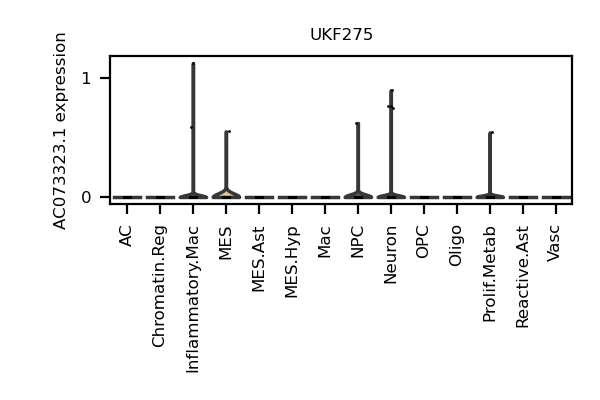 UKF275
AC073323.1 expression
1
0
AC
Chromatin.Reg
Inflammatory.Mac
MES
MES.Ast
MES.Hyp
Mac
NPC
Neuron
OPC
Oligo
Prolif.Metab
Reactive.Ast
Vasc